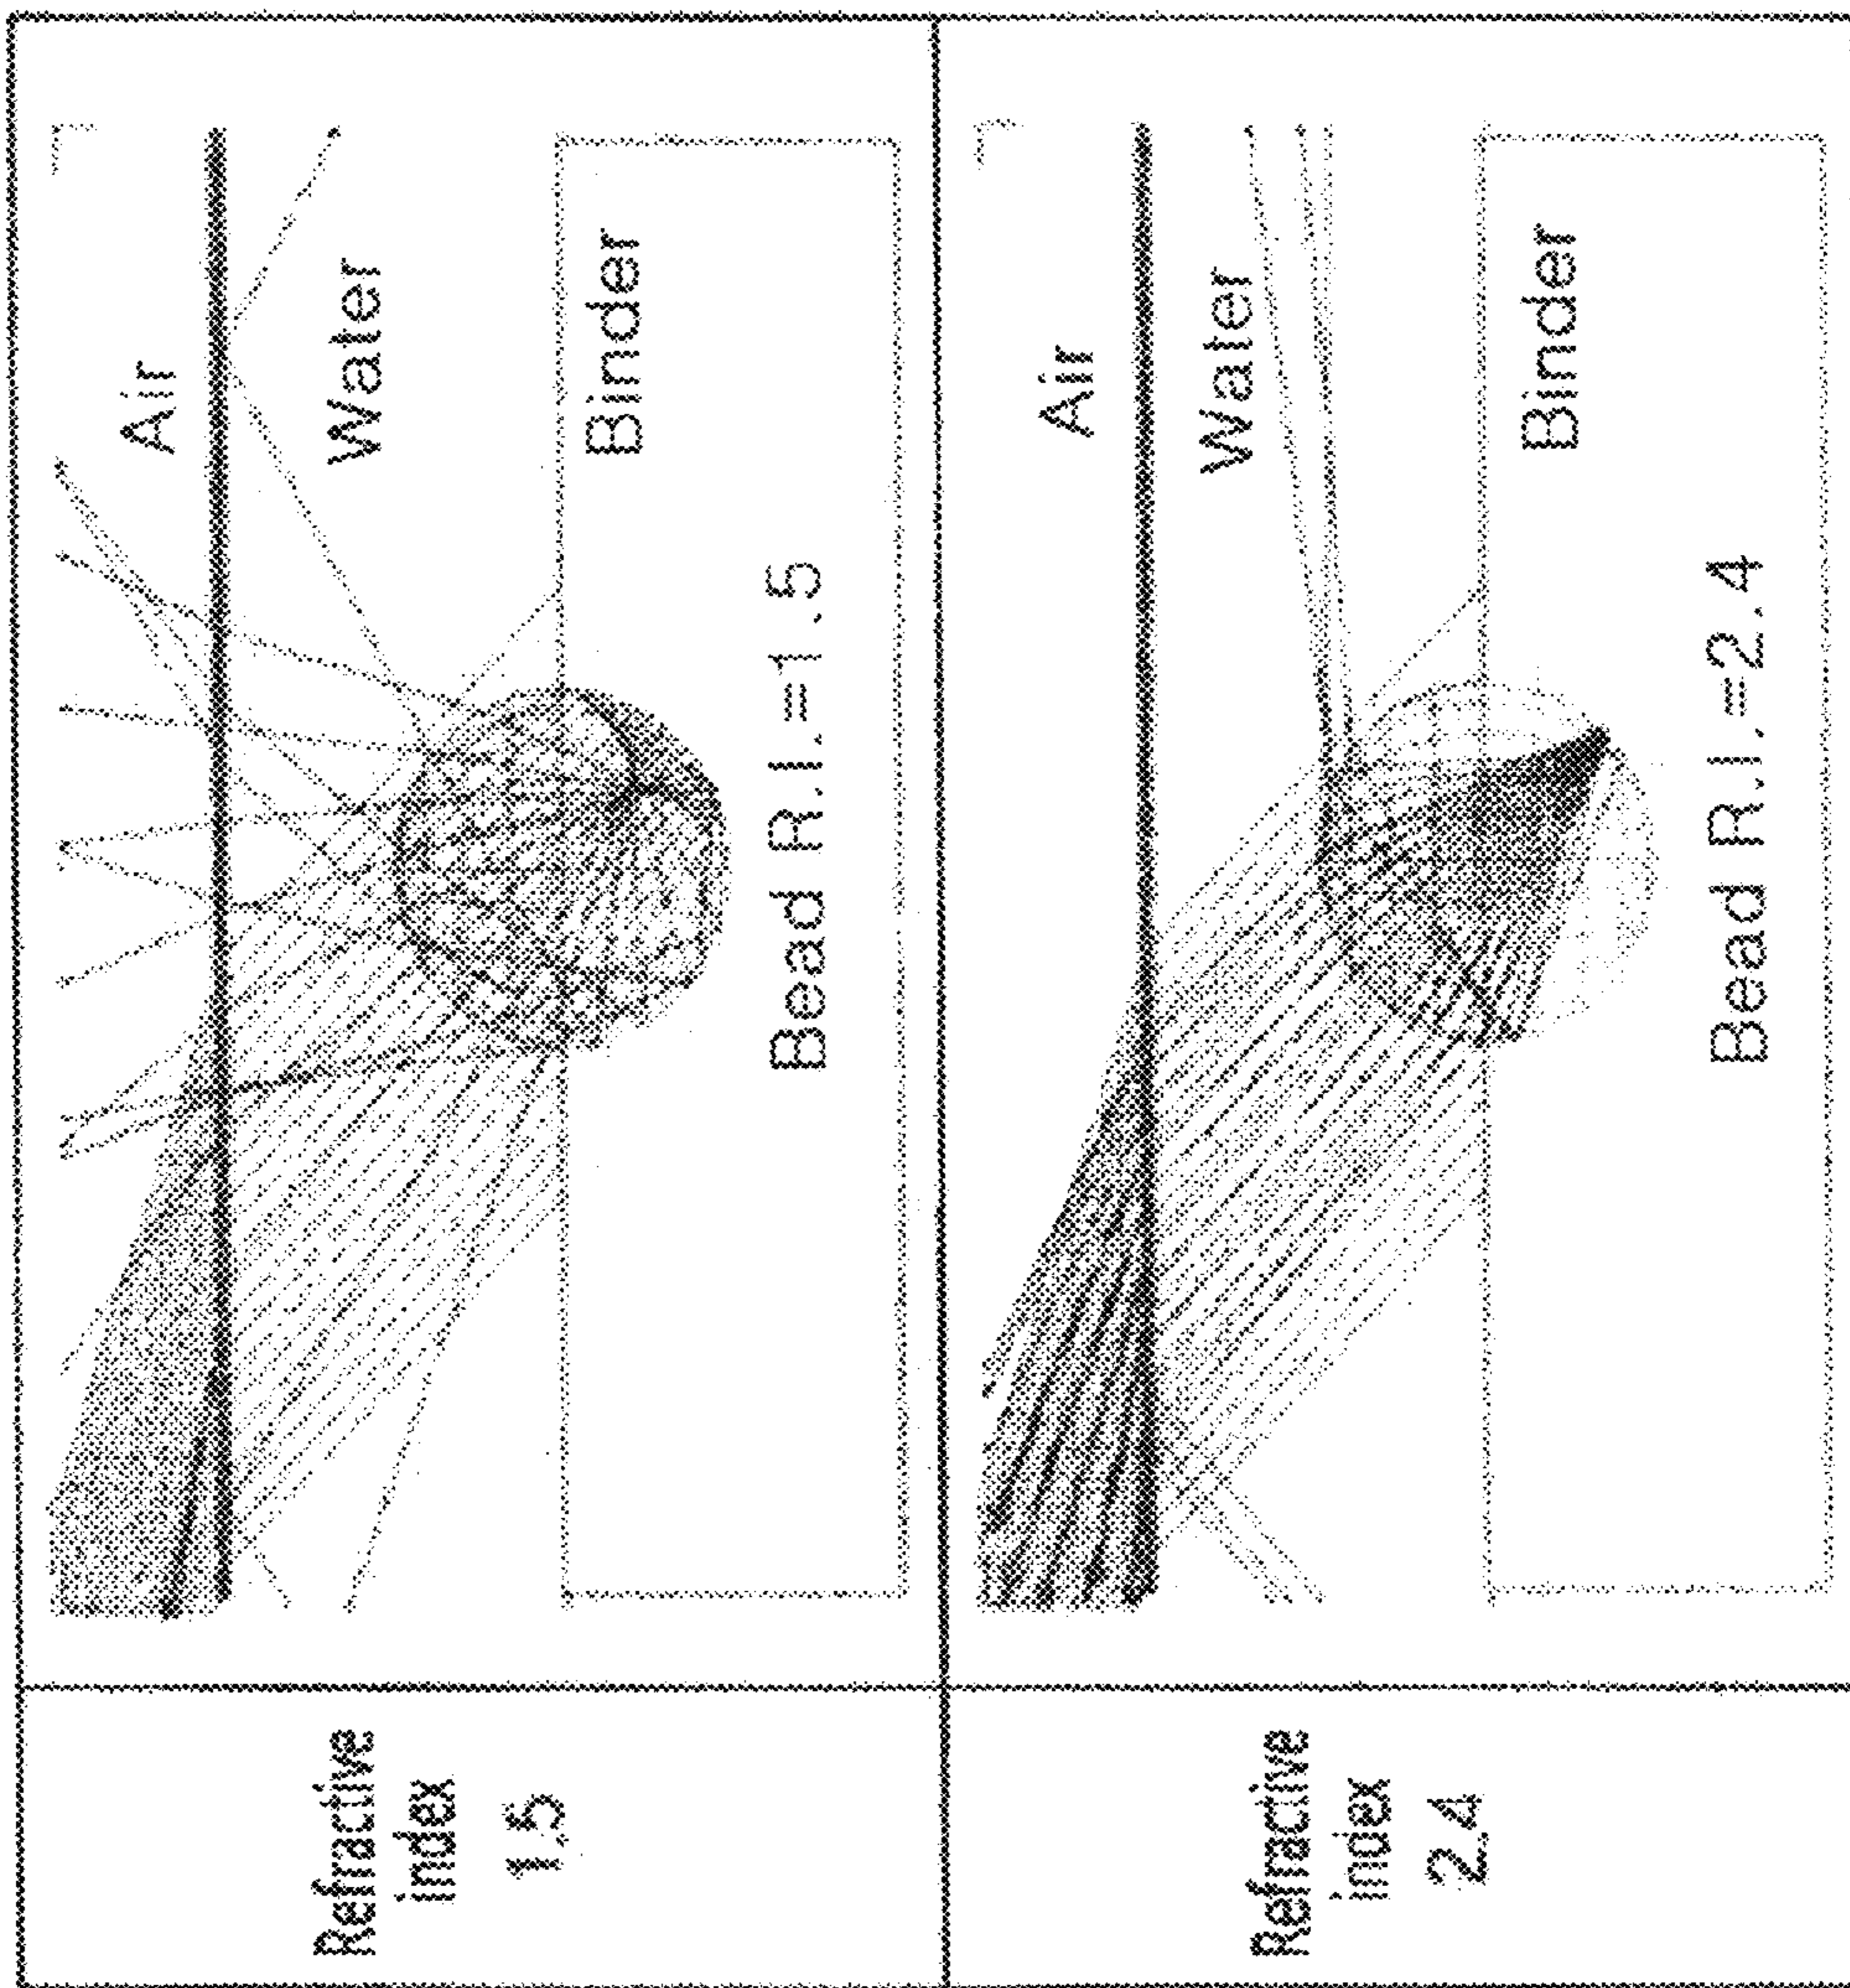 Refractive
index
1.5
Air
Water
Binder
Bead R.I.=1.5
Refractive
index
2.4
Air
Water
Binder
Bead R.I.=2.4